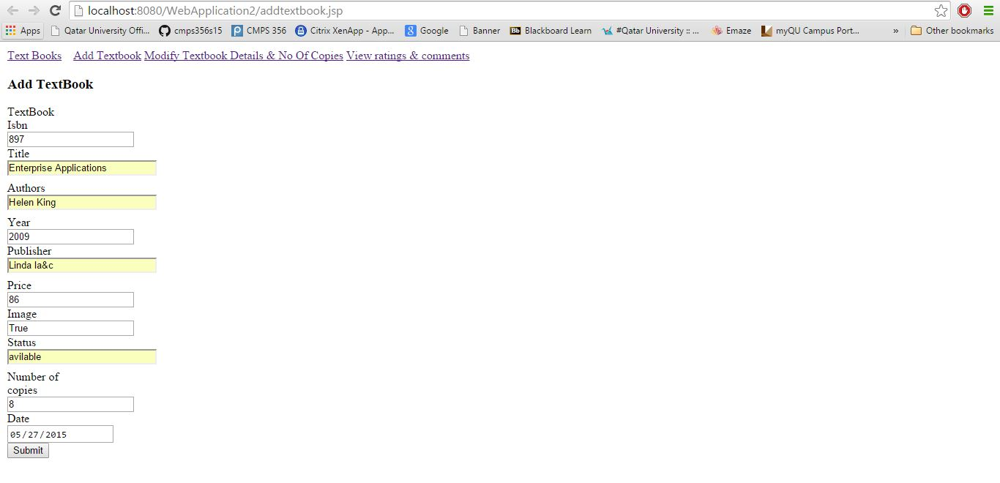 localhost:8080/WebApplication2/addtextbook.jsp
Apps Qatar University Offi... cmps356s15 CMPS 356 Citrix XenApp - App... Google Banner Bb Blackboard Learn #Qatar University :: ... Emaze myQU Campus Port... » Other bookmarks
Text Books Add Textbook Modify Textbook Details & No Of Copies View ratings & comments
Add TextBook
TextBook
Isbn
897
Title
Enterprise Applications
Authors
Helen King
Year
2009
Publisher
Linda la&c
Price
86
Image
True
Status
avilable
Number of
copies
8
Date
05/27/2015
Submit